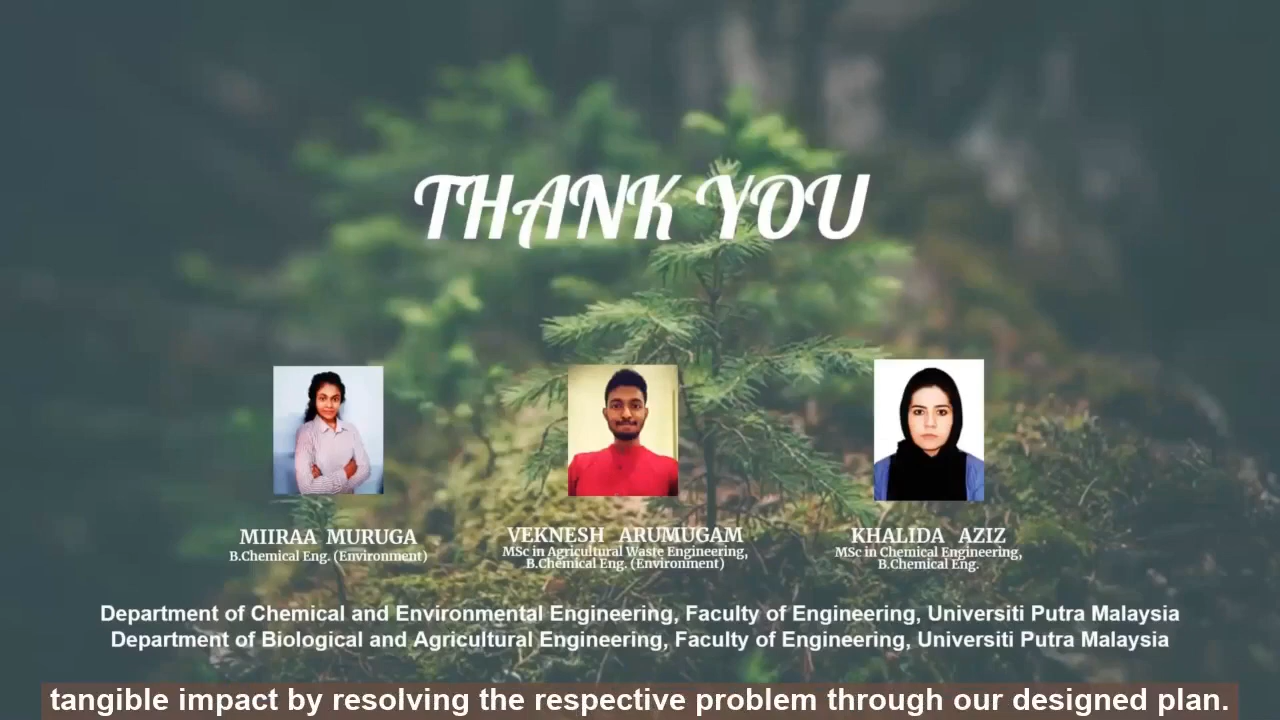 THANK YOU
MIIRAA MURUGA
B.Chemical Eng. (Environment)
VEKNESH ARUMUGAM
MSc in Agricultural Waste Engineering,
B.Chemical Eng. (Environment)
KHALIDA AZIZ
MSc in Chemical Engineering,
B.Chemical Eng.
Department of Chemical and Environmental Engineering, Faculty of Engineering, Universiti Putra Malaysia
Department of Biological and Agricultural Engineering, Faculty of Engineering, Universiti Putra Malaysia
tangible impact by resolving the respective problem through our designed plan.